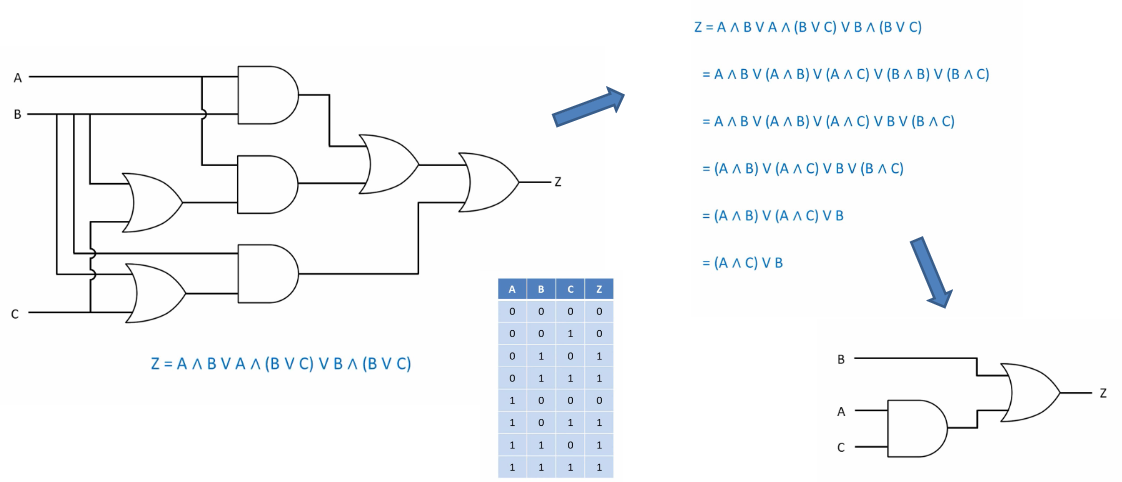 A
B
C
Z
Z = A ∧ B V A ∧ (B V C) V B ∧ (B V C)
A B C Z
0 0 0 0
0 0 1 0
0 1 0 1
0 1 1 1
1 0 0 0
1 0 1 1
1 1 0 1
1 1 1 1
Z = A ∧ B V A ∧ (B V C) V B ∧ (B V C)
= A ∧ B V (A ∧ B) V (A ∧ C) V (B ∧ B) V (B ∧ C)
= A ∧ B V (A ∧ B) V (A ∧ C) V B V (B ∧ C)
= (A ∧ B) V (A ∧ C) V B V (B ∧ C)
= (A ∧ B) V (A ∧ C) V B
= (A ∧ C) V B
B
A
C
Z